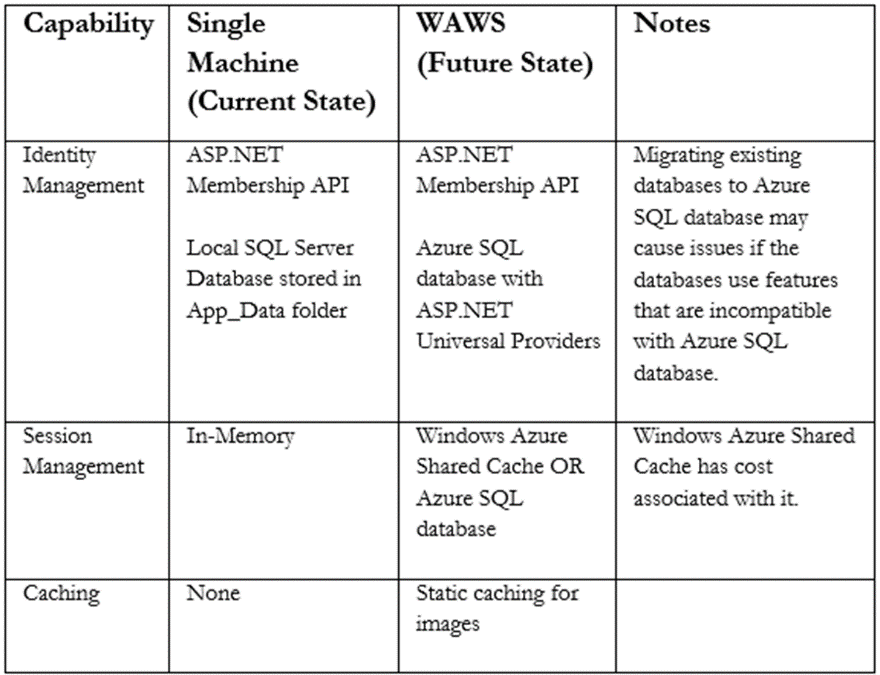 Capability
Single
Machine
(Current State)
WAWS
(Future State)
Notes
Identity
Management
ASP.NET
Membership API
Local SQL Server
Database stored in
App_Data folder
ASP.NET
Membership API
Azure SQL
database with
ASP.NET
Universal Providers
Migrating existing
databases to Azure
SQL database may
cause issues if the
databases use features
that are incompatible
with Azure SQL
database.
Session
Management
In-Memory
Windows Azure
Shared Cache OR
Azure SQL
database
Windows Azure Shared
Cache has cost
associated with it.
Caching
None
Static caching for
images